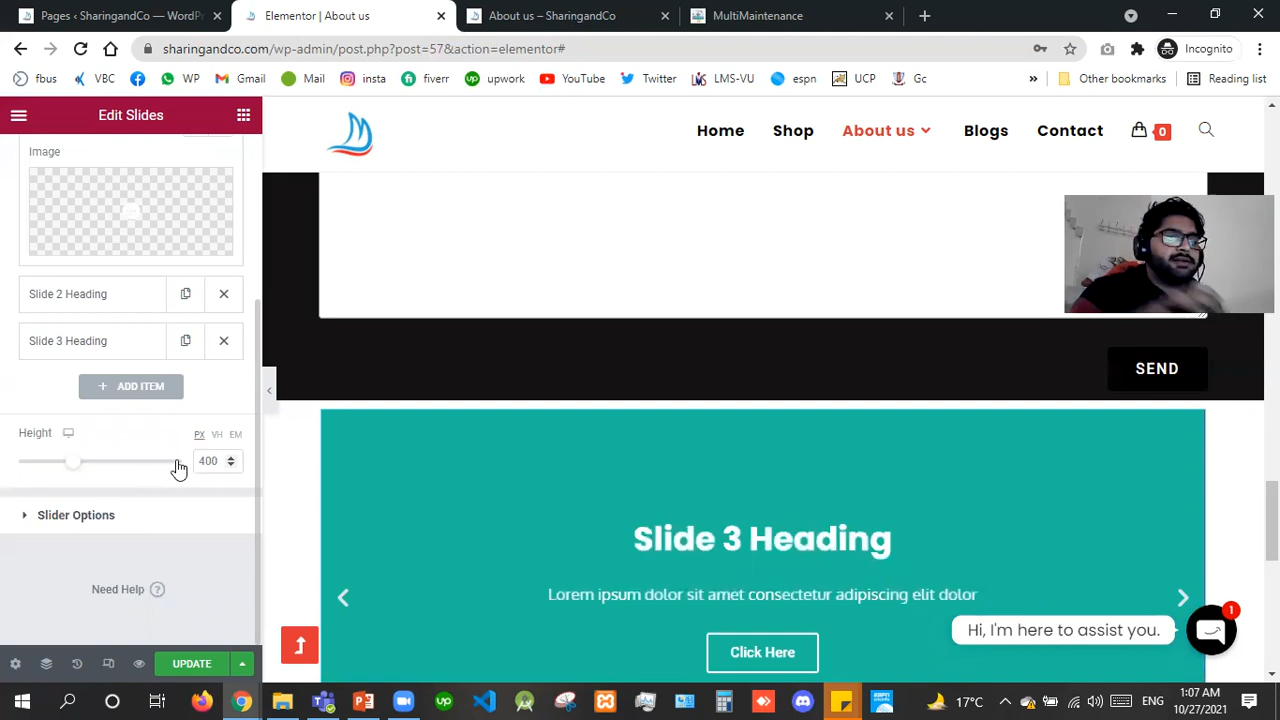 Pages ‹ SharingandCo — WordPr
Elementor | About us
About us – SharingandCo
MultiMaintenance
sharingandco.com/wp-admin/post.php?post=57&action=elementor#
Incognito
fbus
VBC
WP
Gmail
Mail
insta
fiverr
upwork
YouTube
Twitter
LMS-VU
espn
UCP
Gc
»
Other bookmarks
Reading list
Edit Slides
Home
Shop
About us
Blogs
Contact
0
Image
Slide 2 Heading
Slide 3 Heading
+ ADD ITEM
SEND
Height
PX
VH
EM
400
Slider Options
Slide 3 Heading
Lorem ipsum dolor sit amet consectetur adipiscing elit dolor
Click Here
Need Help ?
1
Hi, I'm here to assist you.
UPDATE
17°C
ENG
1:07 AM
10/27/2021